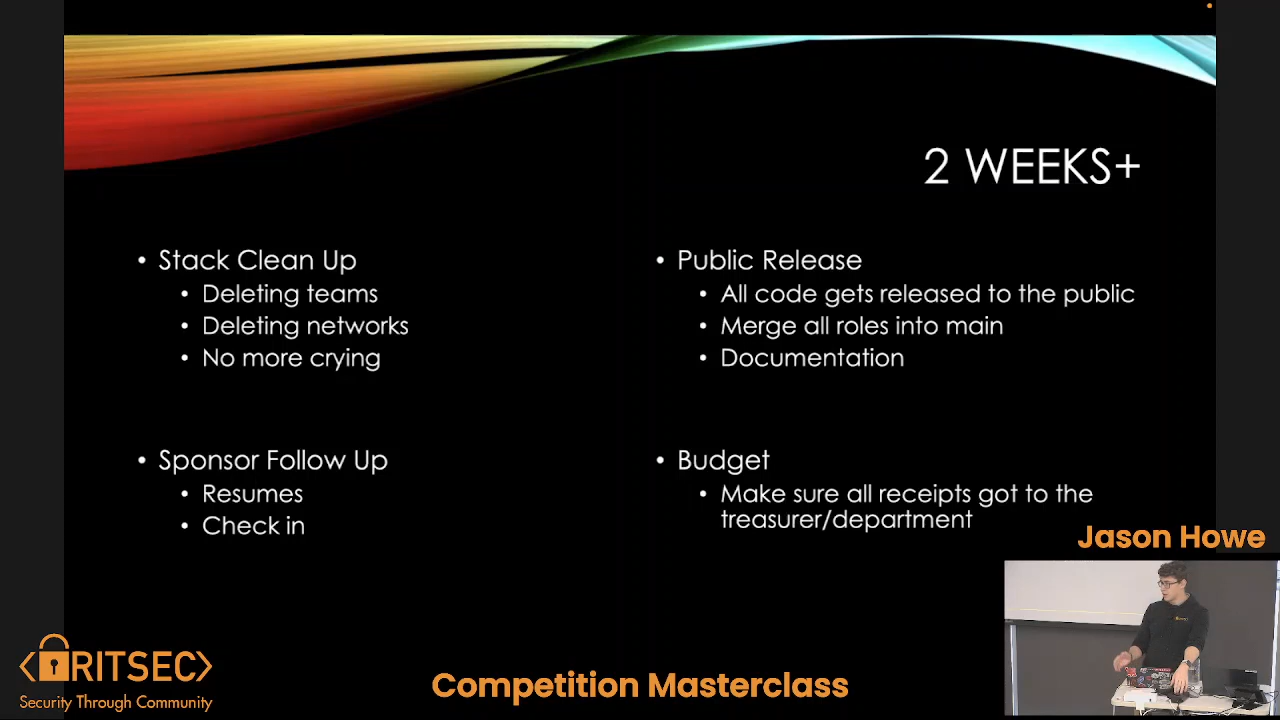 2 WEEKS+
• Stack Clean Up
• Deleting teams
• Deleting networks
• No more crying
• Sponsor Follow Up
• Resumes
• Check in
• Public Release
• All code gets released to the public
• Merge all roles into main
• Documentation
• Budget
• Make sure all receipts got to the
treasurer/department
Jason Howe
RITSEC
Security Through Community
Competition Masterclass